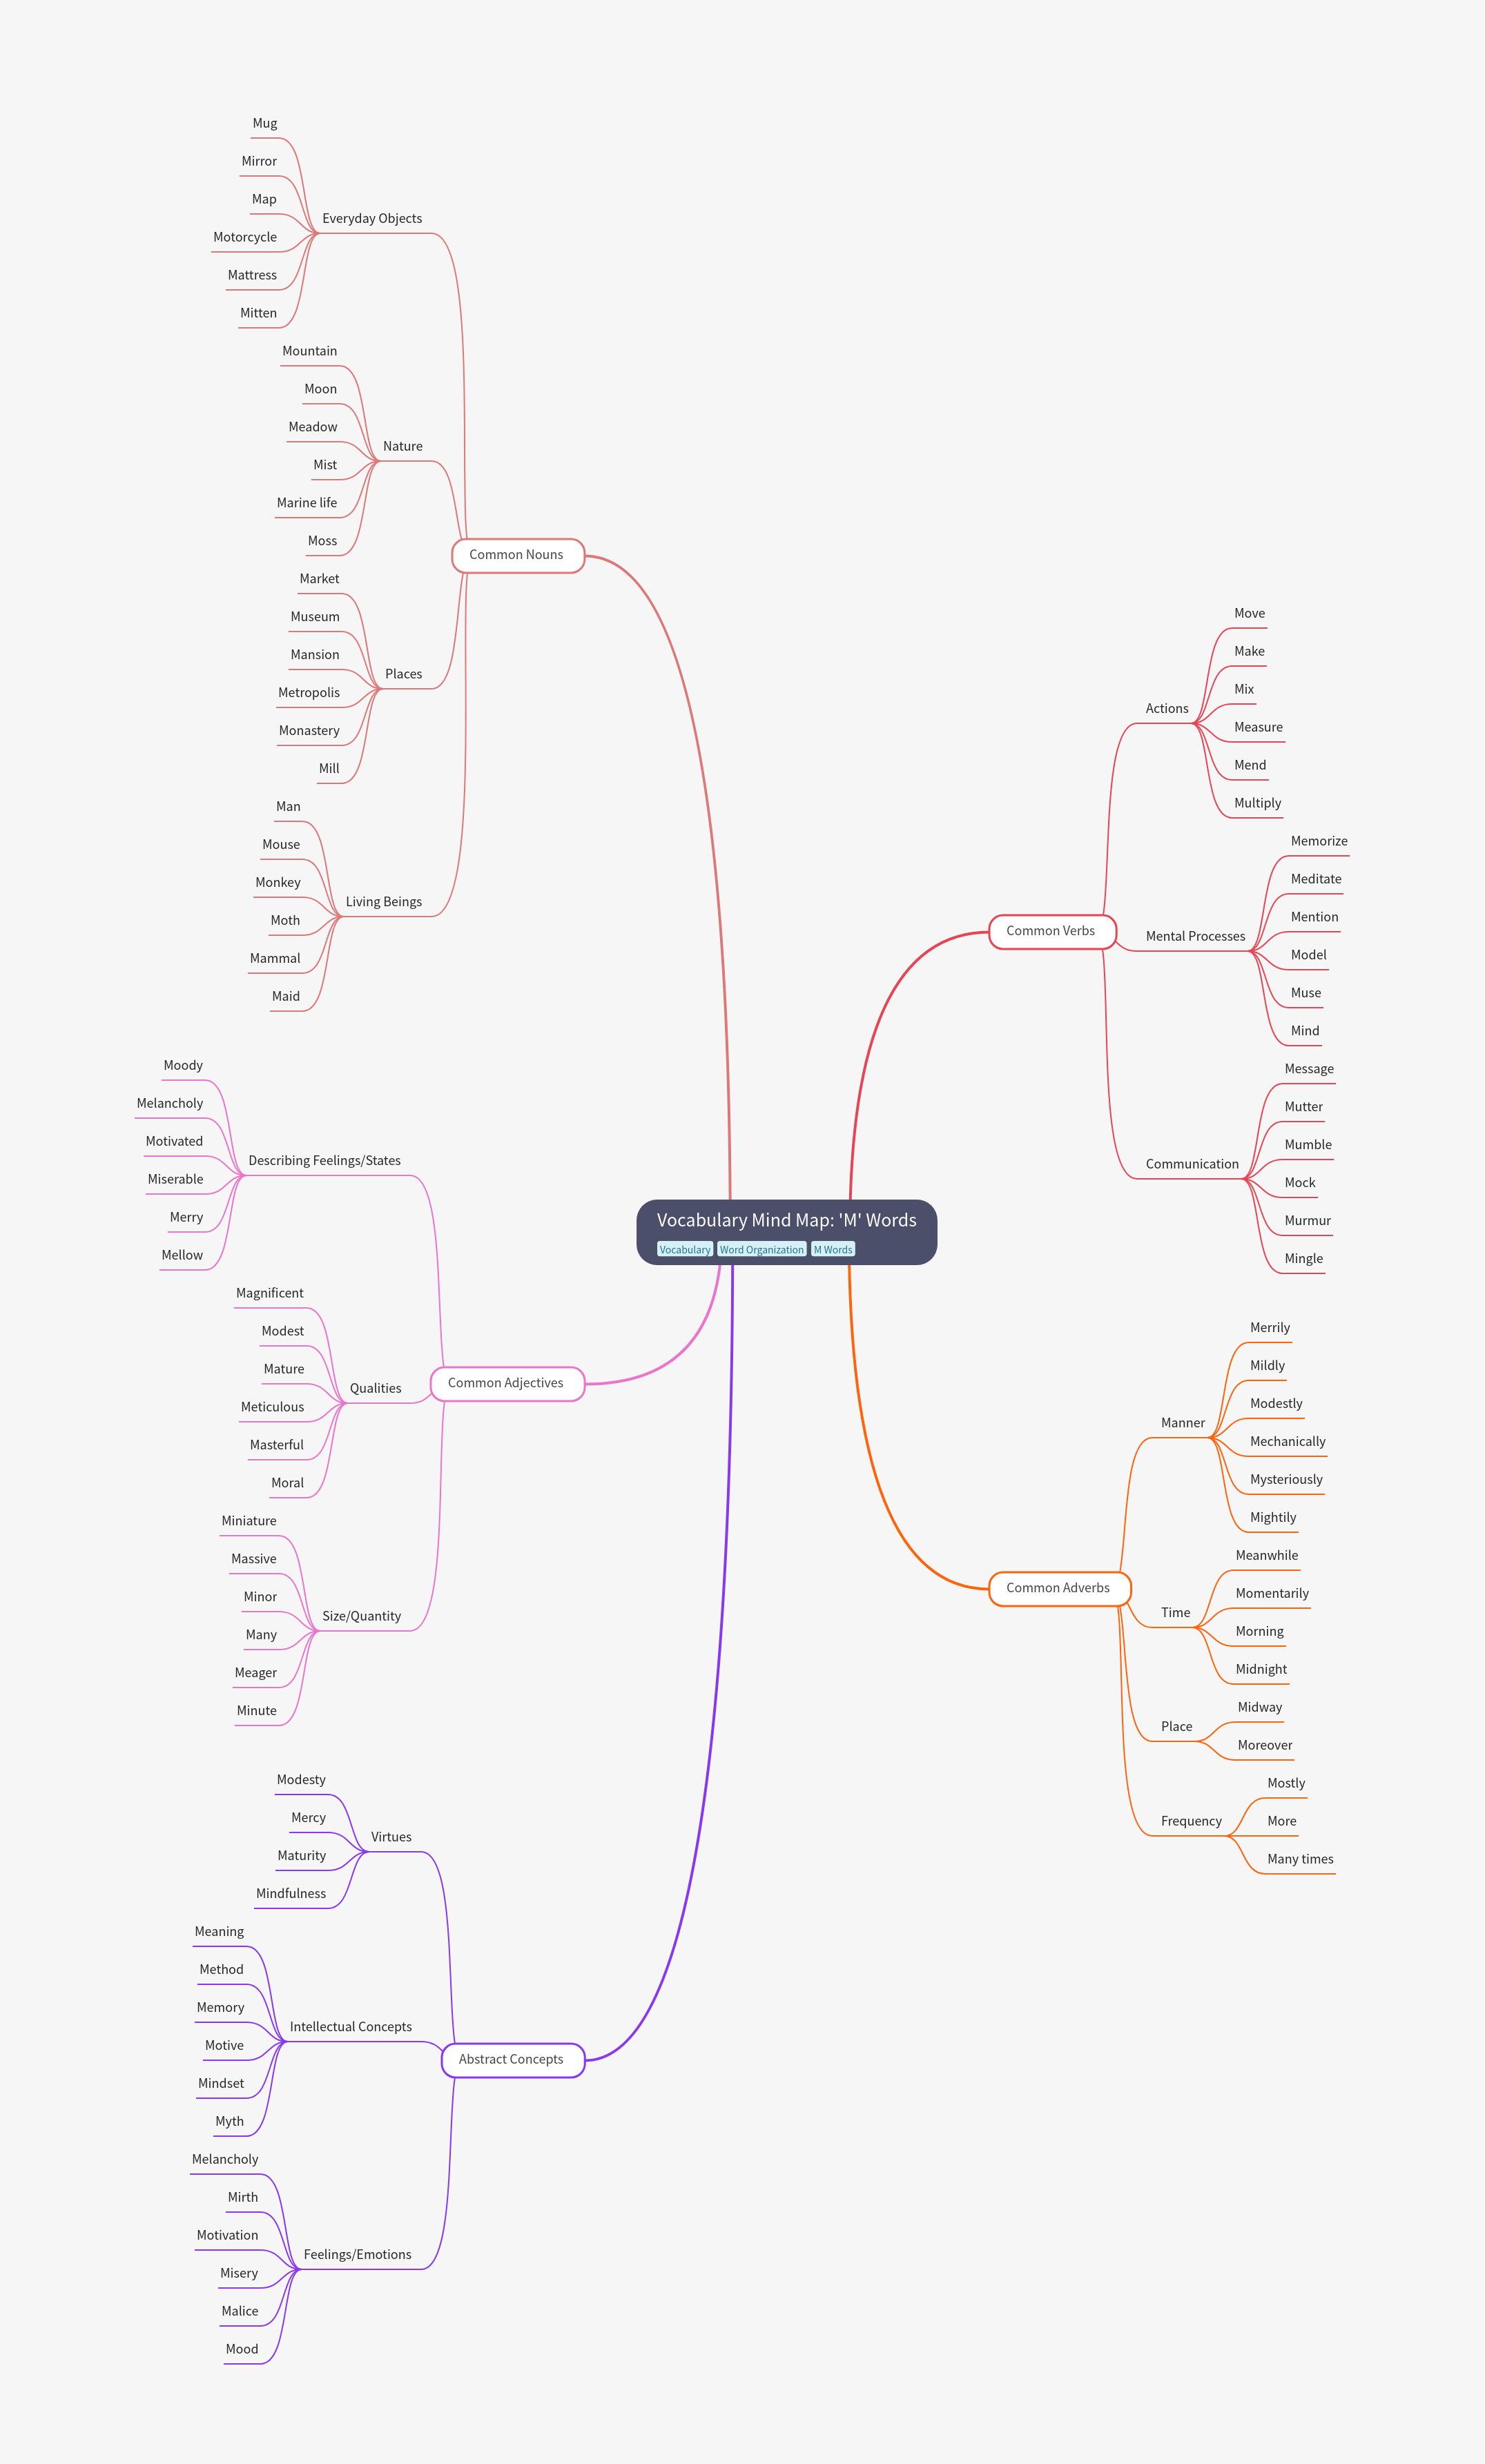 Vocabulary Mind Map: 'M' Words
Vocabulary Word Organization M Words
Common Nouns
Everyday Objects
Mug
Mirror
Map
Motorcycle
Mattress
Mitten
Nature
Mountain
Moon
Meadow
Mist
Marine life
Moss
Places
Market
Museum
Mansion
Metropolis
Monastery
Mill
Living Beings
Man
Mouse
Monkey
Moth
Mammal
Maid
Common Adjectives
Describing Feelings/States
Moody
Melancholy
Motivated
Miserable
Merry
Mellow
Qualities
Magnificent
Modest
Mature
Meticulous
Masterful
Moral
Size/Quantity
Miniature
Massive
Minor
Many
Meager
Minute
Abstract Concepts
Virtues
Modesty
Mercy
Maturity
Mindfulness
Intellectual Concepts
Meaning
Method
Memory
Motive
Mindset
Myth
Feelings/Emotions
Melancholy
Mirth
Motivation
Misery
Malice
Mood
Common Verbs
Actions
Move
Make
Mix
Measure
Mend
Multiply
Mental Processes
Memorize
Meditate
Mention
Model
Muse
Mind
Communication
Message
Mutter
Mumble
Mock
Murmur
Mingle
Common Adverbs
Manner
Merrily
Mildly
Modestly
Mechanically
Mysteriously
Mightily
Time
Meanwhile
Momentarily
Morning
Midnight
Place
Midway
Moreover
Frequency
Mostly
More
Many times